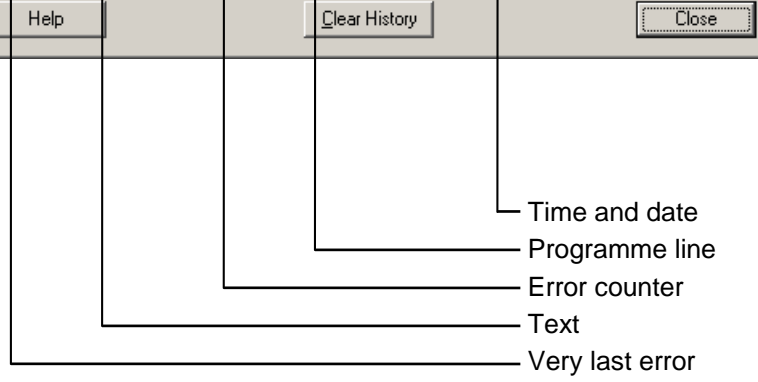 Help Clear History Close
Time and date
Programme line
Error counter
Text
Very last error